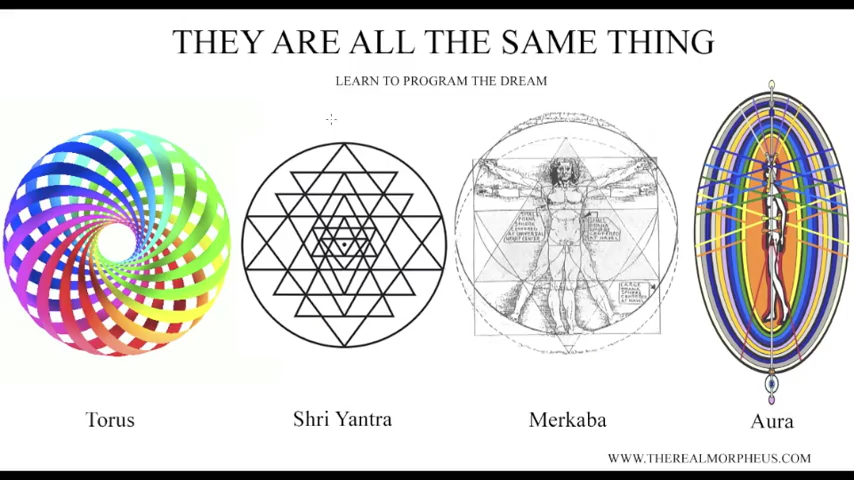 THEY ARE ALL THE SAME THING
LEARN TO PROGRAM THE DREAM
Torus
Shri Yantra
Merkaba
Aura
WWW.THEREALMORPHEUS.COM